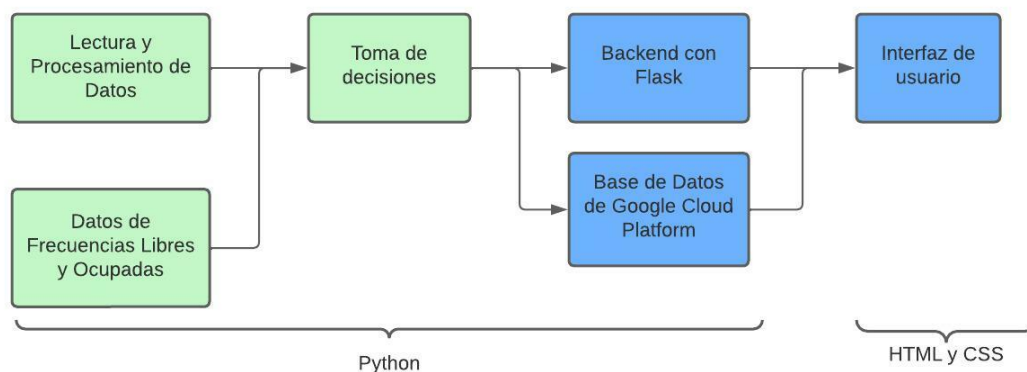 Lectura y
Procesamiento de
Datos
Toma de
decisiones
Backend con
Flask
Interfaz de
usuario
Datos de
Frecuencias Libres
y Ocupadas
Base de Datos
de Google Cloud
Platform
Python
HTML y CSS